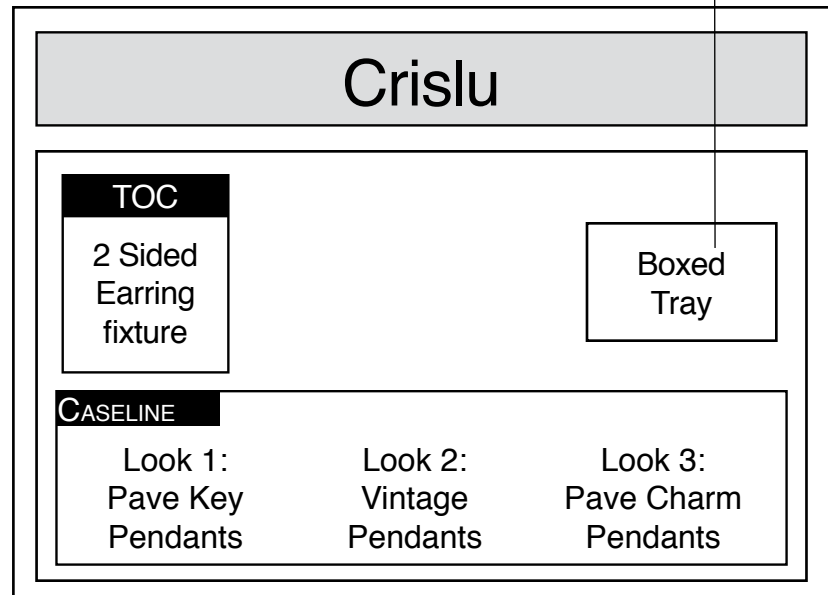 Crislu
TOC
2 Sided
Earring
fixture
Boxed
Tray
CASELINE
Look 1:
Pave Key
Pendants
Look 2:
Vintage
Pendants
Look 3:
Pave Charm
Pendants